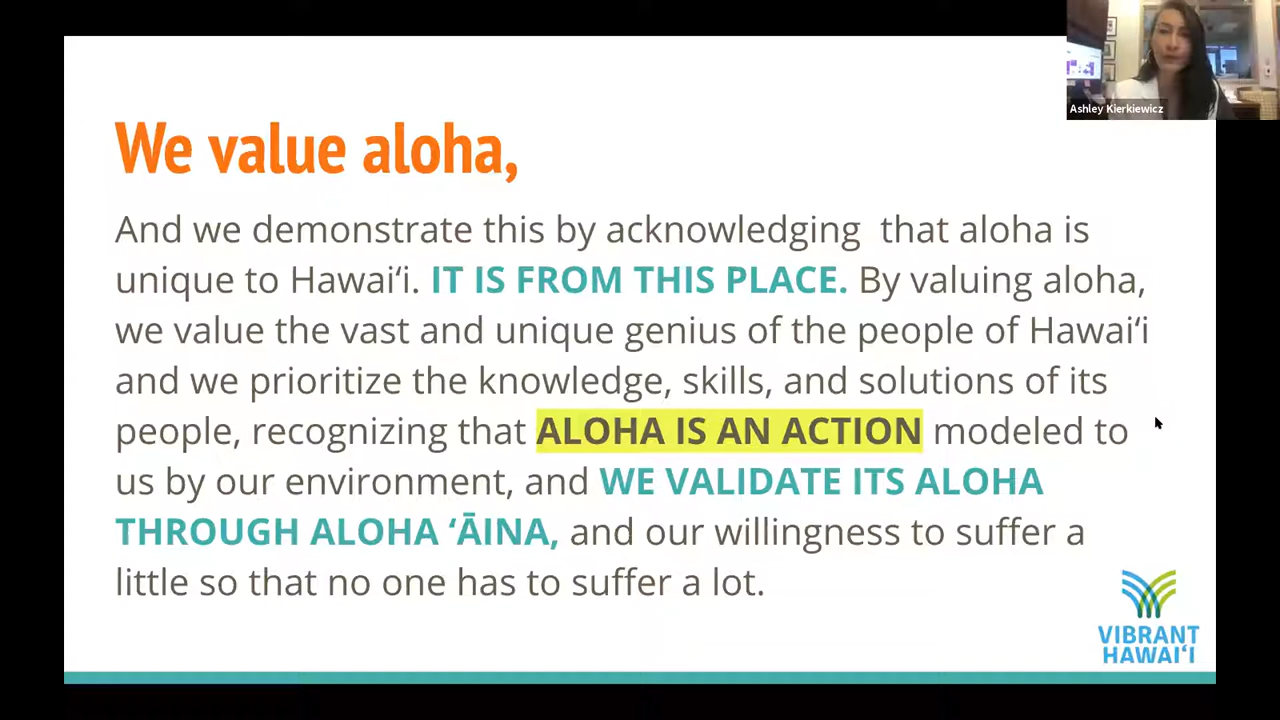 Ashley Kierkiewicz
We value aloha,
And we demonstrate this by acknowledging  that aloha is
unique to Hawai‘i. IT IS FROM THIS PLACE. By valuing aloha,
we value the vast and unique genius of the people of Hawai‘i
and we prioritize the knowledge, skills, and solutions of its
people, recognizing that ALOHA IS AN ACTION modeled to
us by our environment, and WE VALIDATE ITS ALOHA
THROUGH ALOHA ‘ĀINA, and our willingness to suffer a
little so that no one has to suffer a lot.
VIBRANT
HAWAI‘I